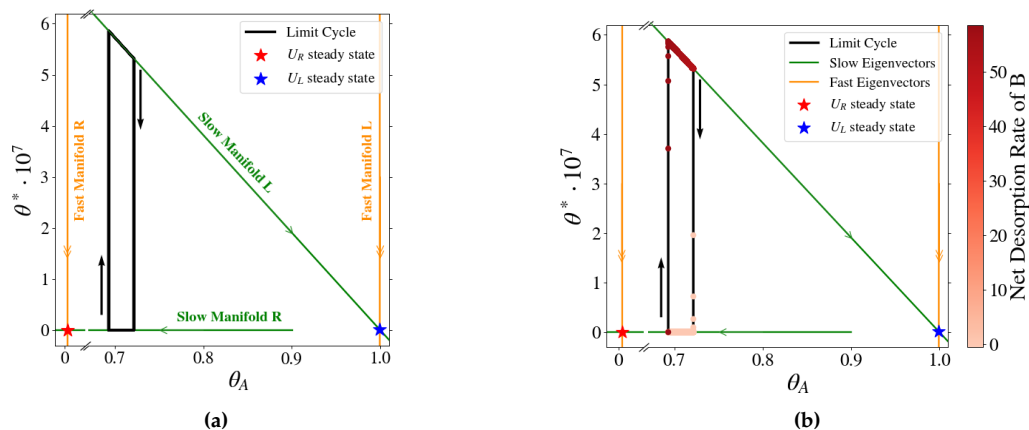 6
5
4
3
2
1
0
θ* · 10⁷
Limit Cycle
U_R steady state
U_L steady state
Fast Manifold R
Slow Manifold L
Fast Manifold L
Slow Manifold R
0
0.7
0.8
0.9
1.0
θ_A
(a)
6
5
4
3
2
1
0
θ* · 10⁷
Limit Cycle
Slow Eigenvectors
Fast Eigenvectors
U_R steady state
U_L steady state
0
0.7
0.8
0.9
1.0
θ_A
50
40
30
20
10
0
Net Desorption Rate of B
(b)